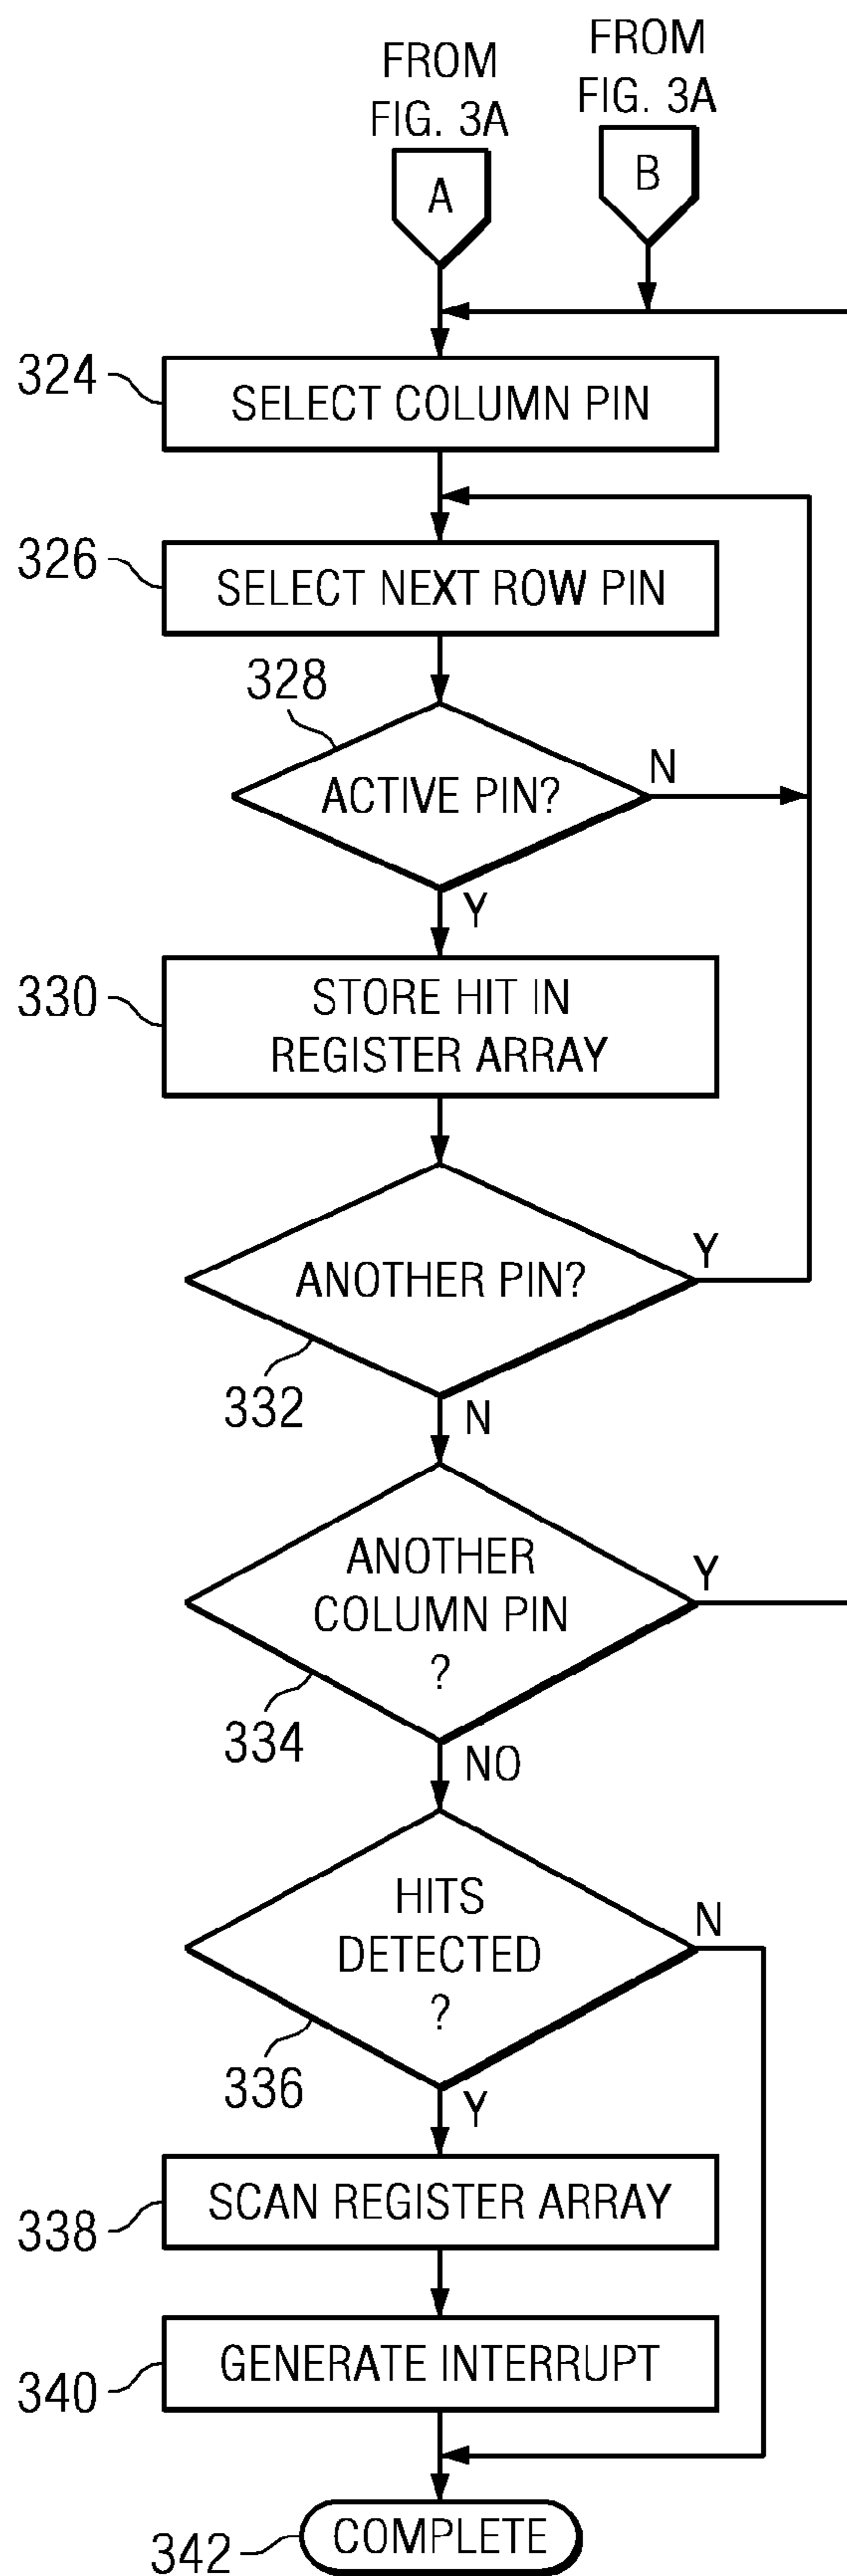 FROM
FIG. 3A
A
FROM
FIG. 3A
B
324
SELECT COLUMN PIN
326
SELECT NEXT ROW PIN
328
ACTIVE PIN?
N
Y
330
STORE HIT IN
REGISTER ARRAY
ANOTHER PIN?
Y
332
N
ANOTHER
COLUMN PIN
?
Y
334
NO
HITS
DETECTED
?
N
336
Y
338
SCAN REGISTER ARRAY
340
GENERATE INTERRUPT
342
COMPLETE